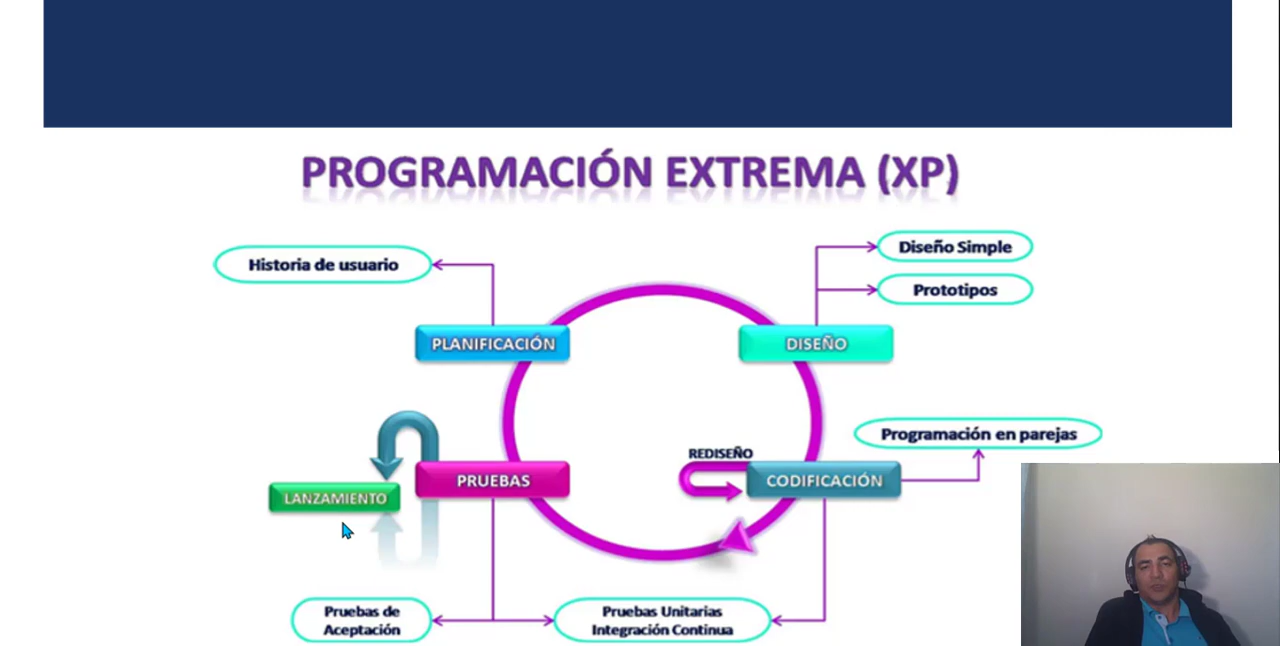 PROGRAMACIÓN EXTREMA (XP)
Historia de usuario
Diseño Simple
Prototipos
PLANIFICACIÓN
DISEÑO
Programación en parejas
REDISEÑO
PRUEBAS
CODIFICACIÓN
LANZAMIENTO
Pruebas de
Aceptación
Pruebas Unitarias
Integración Continua